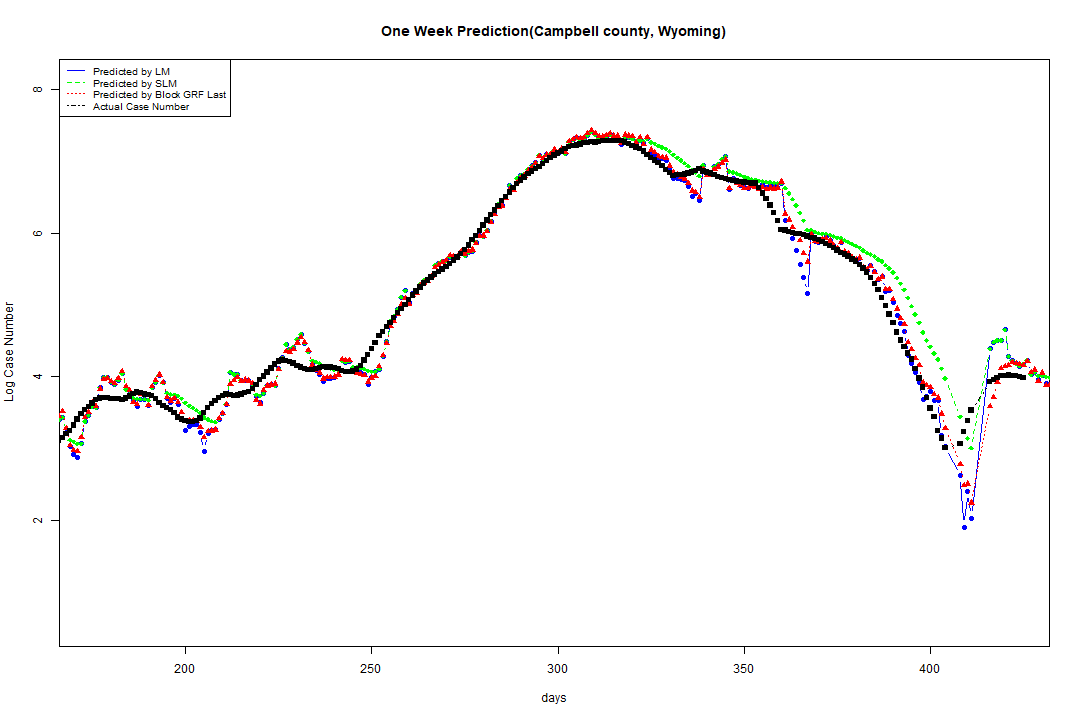 One Week Prediction(Campbell county, Wyoming)
Predicted by LM
Predicted by SLM
Predicted by Block GRF Last
Actual Case Number
8
6
4
2
Log Case Number
200 250 300 350 400
days